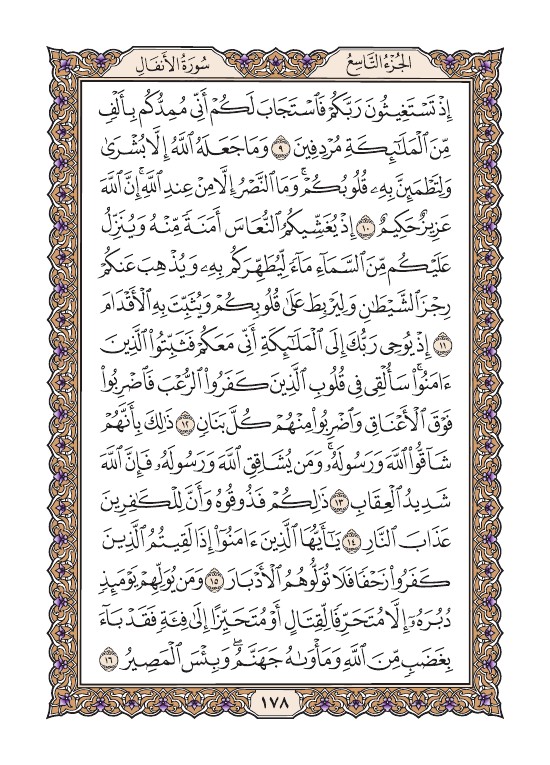 سُورَةُ الأَنفَالِ
الجُزءُ التَّاسِعُ
إِذۡ تَسۡتَغِيثُونَ رَبَّكُمۡ فَٱسۡتَجَابَ لَكُمۡ أَنِّي مُمِدُّكُم بِأَلۡفٖ
مِّنَ ٱلۡمَلَٰٓئِكَةِ مُرۡدِفِينَ ٩ وَمَا جَعَلَهُ ٱللَّهُ إِلَّا بُشۡرَىٰ
وَلِتَطۡمَئِنَّ بِهِۦ قُلُوبُكُمۡۚ وَمَا ٱلنَّصۡرُ إِلَّا مِنۡ عِندِ ٱللَّهِۚ إِنَّ ٱللَّهَ
عَزِيزٌ حَكِيمٌ ١٠ إِذۡ يُغَشِّيكُمُ ٱلنُّعَاسَ أَمَنَةٗ مِّنۡهُ وَيُنَزِّلُ
عَلَيۡكُم مِّنَ ٱلسَّمَآءِ مَآءٗ لِّيُطَهِّرَكُم بِهِۦ وَيُذۡهِبَ عَنكُمۡ
رِجۡزَ ٱلشَّيۡطَٰنِ وَلِيَرۡبِطَ عَلَىٰ قُلُوبِكُمۡ وَيُثَبِّتَ بِهِ ٱلۡأَقۡدَامَ
١١ إِذۡ يُوحِي رَبُّكَ إِلَى ٱلۡمَلَٰٓئِكَةِ أَنِّي مَعَكُمۡ فَثَبِّتُواْ ٱلَّذِينَ
ءَامَنُواْۚ سَأُلۡقِي فِي قُلُوبِ ٱلَّذِينَ كَفَرُواْ ٱلرُّعۡبَ فَٱضۡرِبُواْ
فَوۡقَ ٱلۡأَعۡنَاقِ وَٱضۡرِبُواْ مِنۡهُمۡ كُلَّ بَنَانٖ ١٢ ذَٰلِكَ بِأَنَّهُمۡ
شَآقُّواْ ٱللَّهَ وَرَسُولَهُۥۚ وَمَن يُشَاقِقِ ٱللَّهَ وَرَسُولَهُۥ فَإِنَّ ٱللَّهَ
شَدِيدُ ٱلۡعِقَابِ ١٣ ذَٰلِكُمۡ فَذُوقُوهُ وَأَنَّ لِلۡكَٰفِرِينَ
عَذَابَ ٱلنَّارِ ١٤ يَٰٓأَيُّهَا ٱلَّذِينَ ءَامَنُوٓاْ إِذَا لَقِيتُمُ ٱلَّذِينَ
كَفَرُواْ زَحۡفٗا فَلَا تُوَلُّوهُمُ ٱلۡأَدۡبَارَ ١٥ وَمَن يُوَلِّهِمۡ يَوۡمَئِذٖ
دُبُرَهُۥٓ إِلَّا مُتَحَرِّفٗا لِّقِتَالٍ أَوۡ مُتَحَيِّزًا إِلَىٰ فِئَةٖ فَقَدۡ بَآءَ
بِغَضَبٖ مِّنَ ٱللَّهِ وَمَأۡوَىٰهُ جَهَنَّمُۖ وَبِئۡسَ ٱلۡمَصِيرُ ١٦
١٧٨